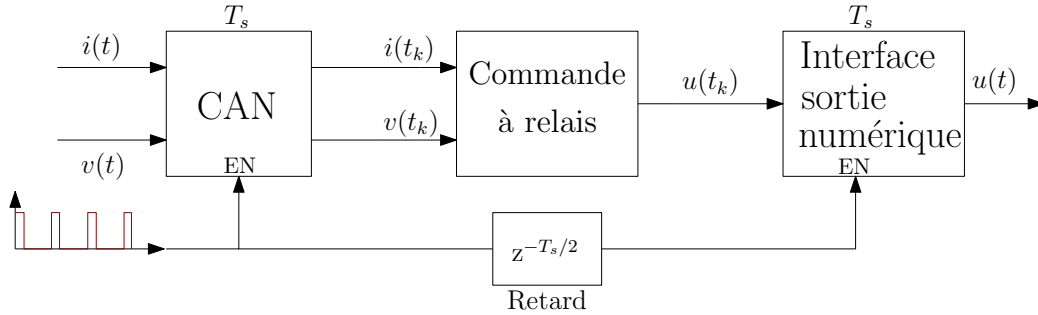 T_s
T_s
i(t)
i(t_k)
Commande
à relais
Interface
sortie
numérique
CAN
u(t_k)
u(t)
v(t)
v(t_k)
EN
EN
z^{-T_s/2}
Retard